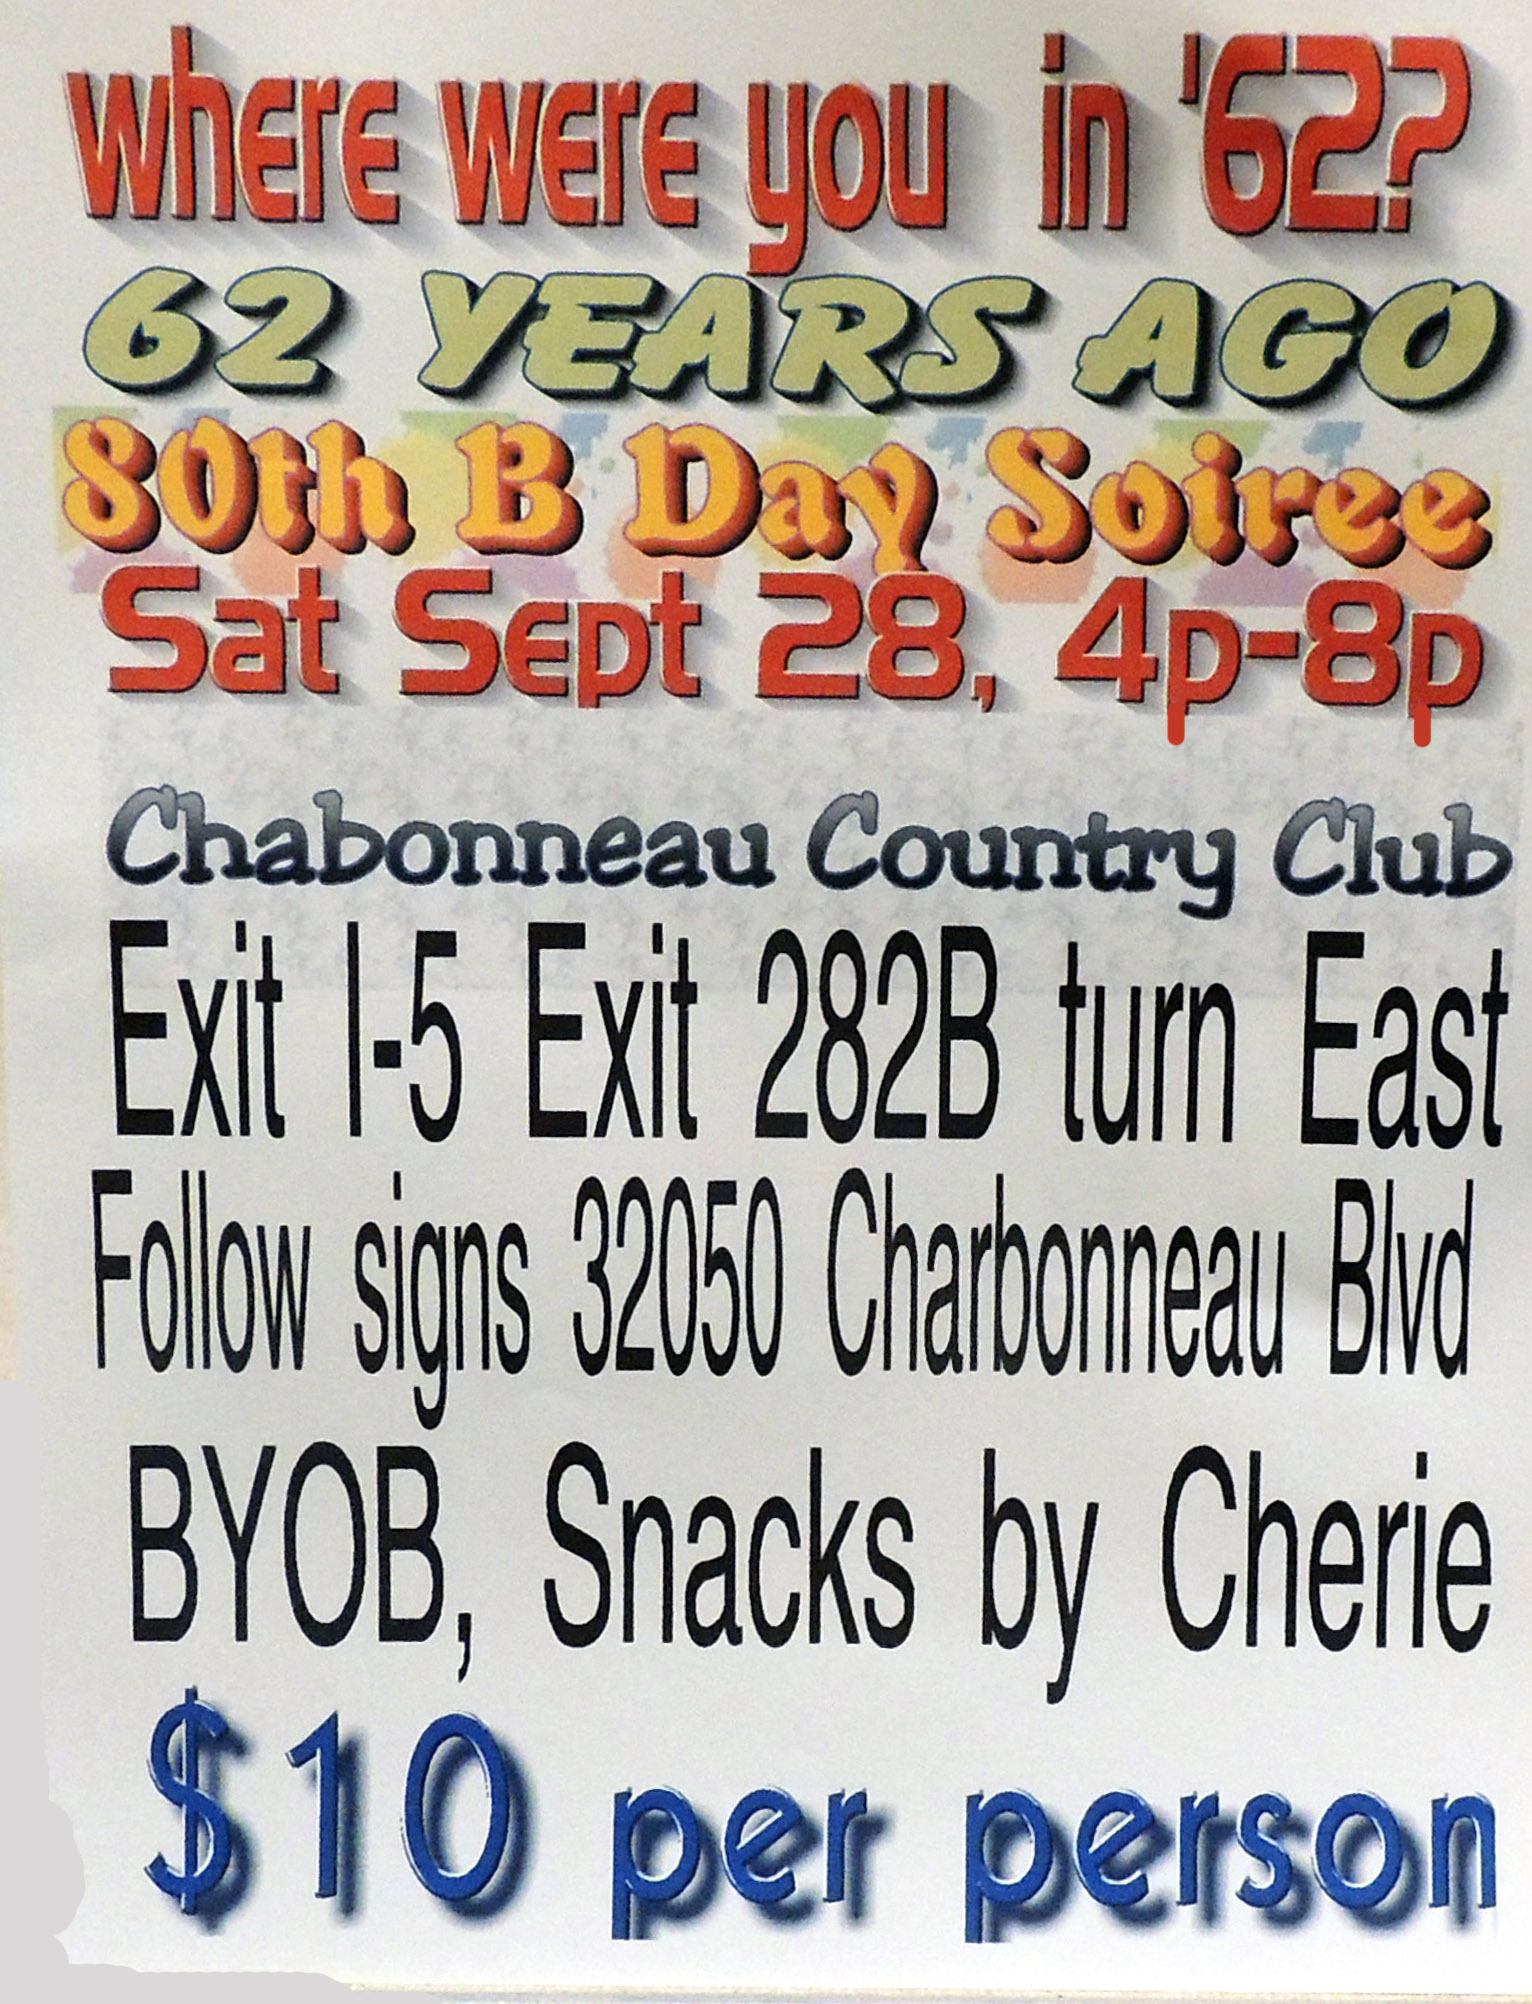 where were you in '62?
62 YEARS AGO
80th B Day Soiree
Sat Sept 28, 4p-8p
Chabonneau Country Club
Exit I-5 Exit 282B turn East
Follow signs 32050 Charbonneau Blvd
BYOB, Snacks by Cherie
$10 per person